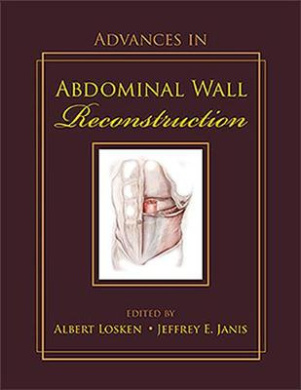 ADVANCES IN
ABDOMINAL WALL
Reconstruction
EDITED BY
ALBERT LOSKEN • JEFFREY E. JANIS